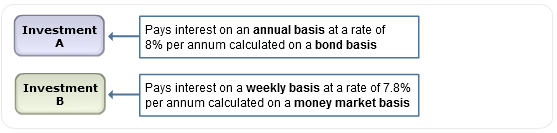 Investment
A
Pays interest on an annual basis at a rate of
8% per annum calculated on a bond basis
Investment
B
Pays interest on a weekly basis at a rate of 7.8%
per annum calculated on a money market basis